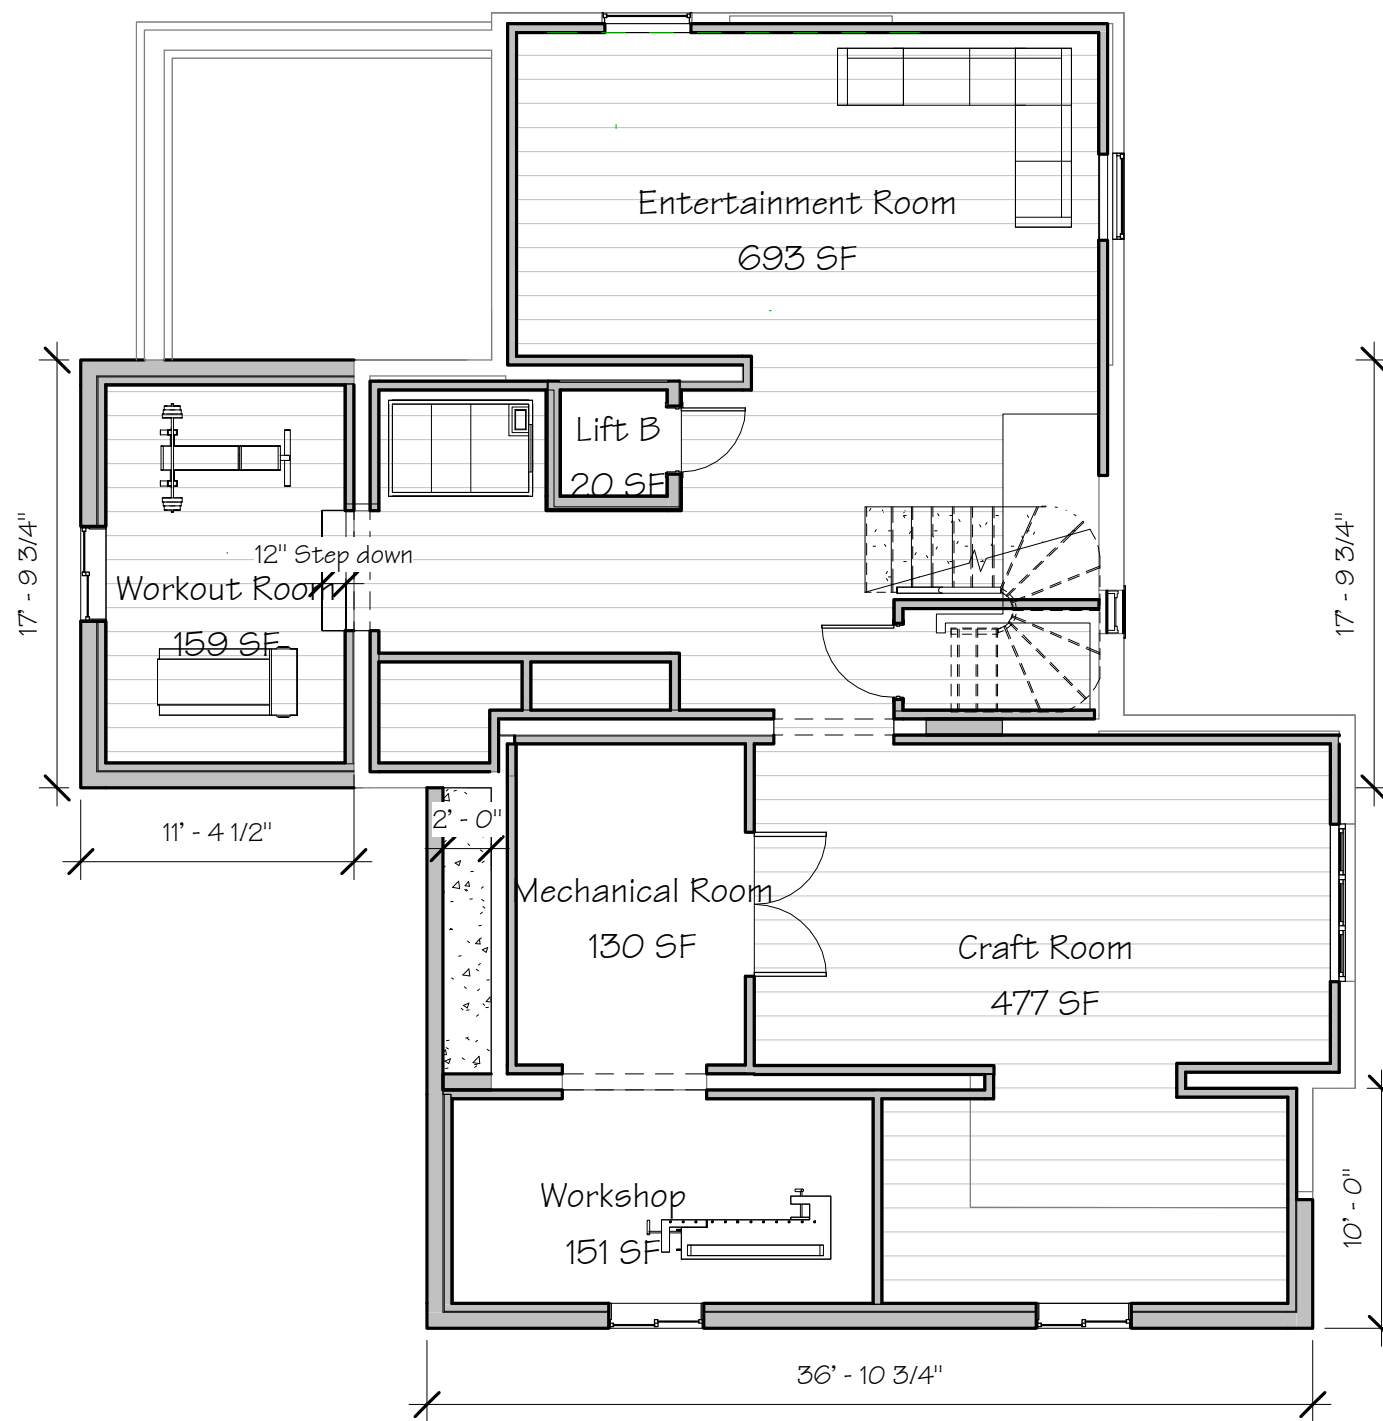 Entertainment Room
693 SF
Lift B
20 SF
12" Step down
Workout Room
159 SF
17' - 9 3/4"
17' - 9 3/4"
11' - 4 1/2"
2' - 0"
Mechanical Room
130 SF
Craft Room
477 SF
Workshop
151 SF
10' - 0"
36' - 10 3/4"